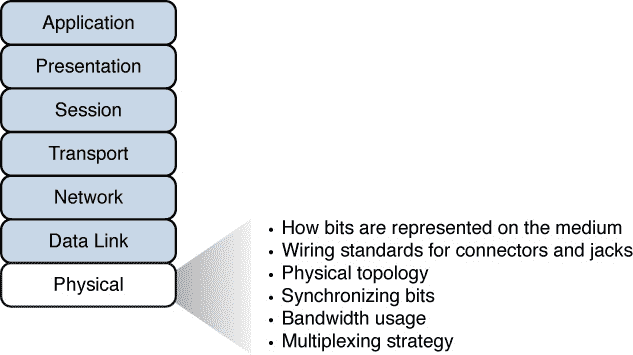 Application
Presentation
Session
Transport
Network
Data Link
Physical
• How bits are represented on the medium
• Wiring standards for connectors and jacks
• Physical topology
• Synchronizing bits
• Bandwidth usage
• Multiplexing strategy